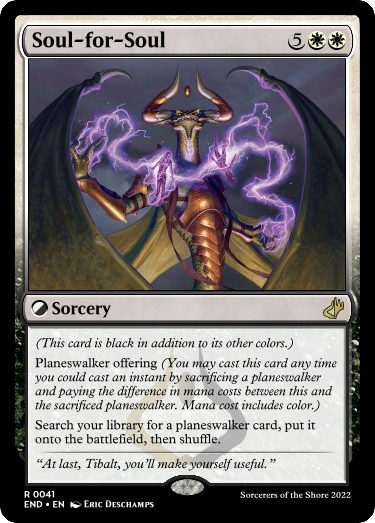 Soul-for-Soul 5
Sorcery
(This card is black in addition to its other colors.)
Planeswalker offering (You may cast this card any time
you could cast an instant by sacrificing a planeswalker
and paying the difference in mana costs between this and
the sacrificed planeswalker. Mana cost includes color.)
Search your library for a planeswalker card, put it
onto the battlefield, then shuffle.
“At last, Tibalt, you’ll make yourself useful.”
R 0041
END • EN Eric Deschamps
Sorcerers of the Shore 2022